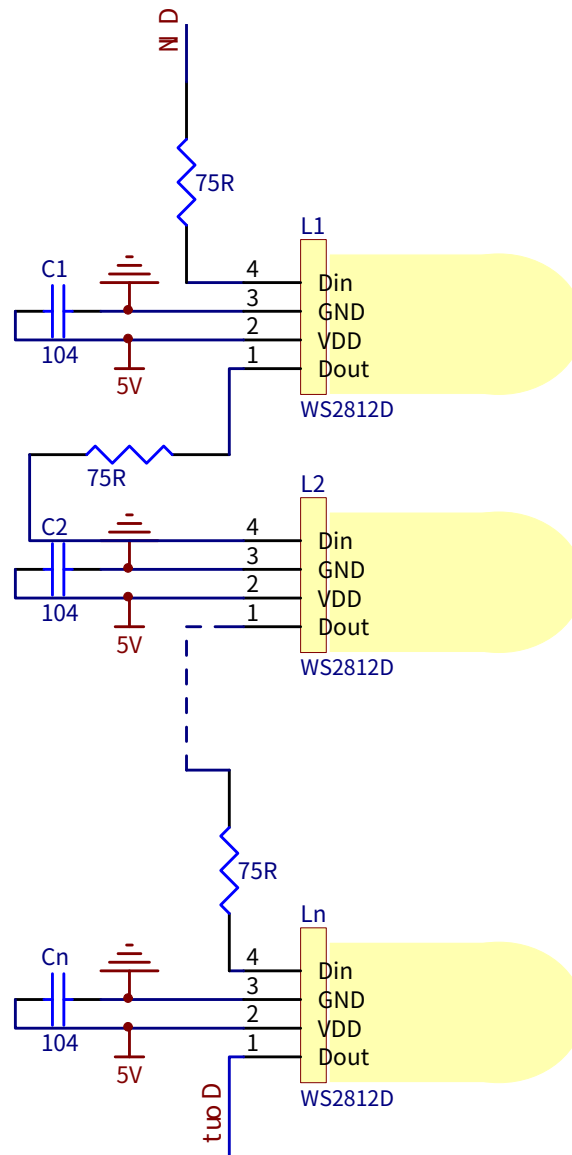 NI D
75R
L1
C1
4 Din
3 GND
2 VDD
104
1 Dout
5V
WS2812D
75R
L2
C2
4 Din
3 GND
2 VDD
104
1 Dout
5V
WS2812D
75R
Ln
Cn
4 Din
3 GND
2 VDD
104
1 Dout
5V
WS2812D
tuo D